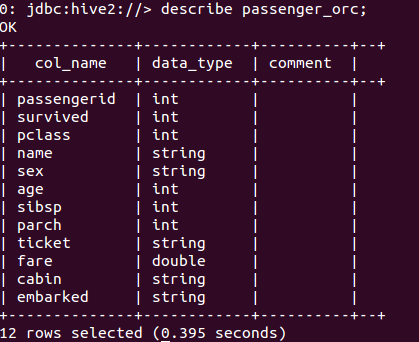 0: jdbc:hive2://> describe passenger_orc;
OK
+--------------+------------+----------+--+
|   col_name   | data_type  | comment  |
+--------------+------------+----------+--+
| passengerid  | int        |          |
| survived     | int        |          |
| pclass       | int        |          |
| name         | string     |          |
| sex          | string     |          |
| age          | int        |          |
| sibsp        | int        |          |
| parch        | int        |          |
| ticket       | string     |          |
| fare         | double     |          |
| cabin        | string     |          |
| embarked     | string     |          |
+--------------+------------+----------+--+
12 rows selected (0.395 seconds)